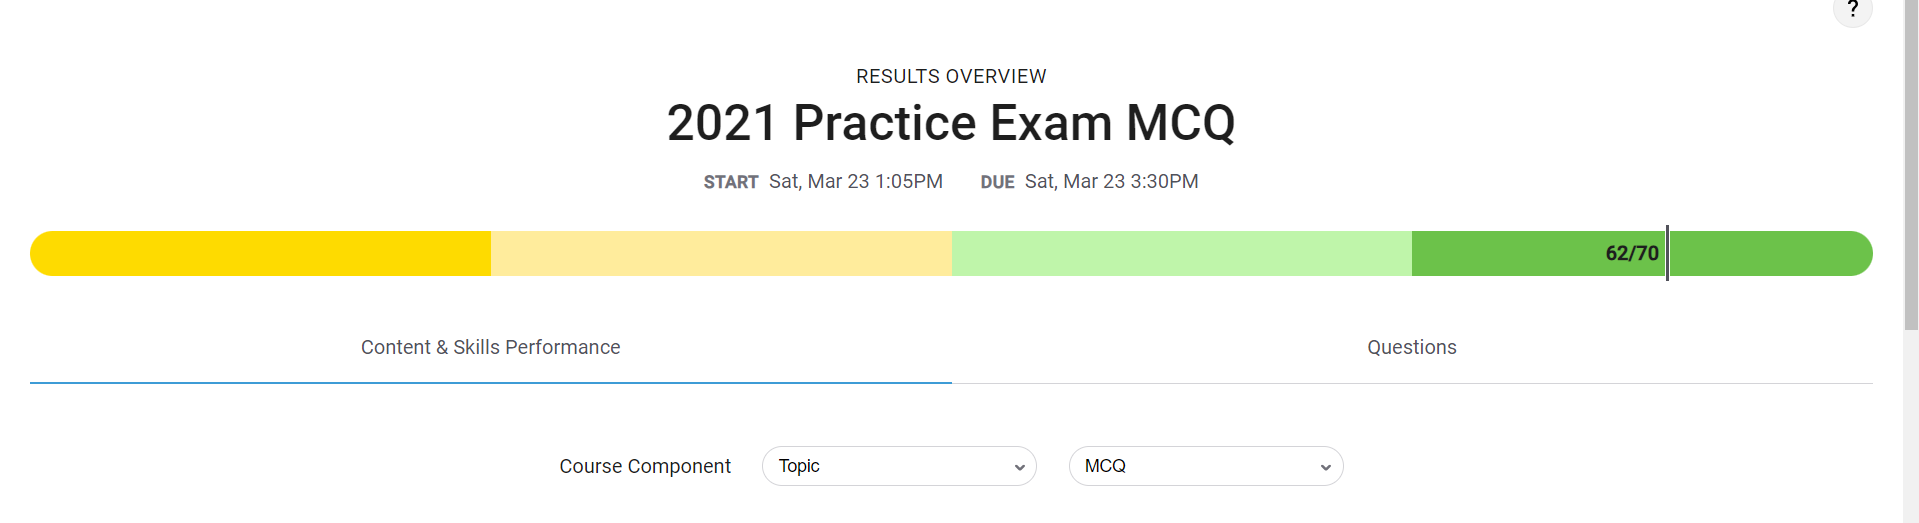 ?
RESULTS OVERVIEW
2021 Practice Exam MCQ
START Sat, Mar 23 1:05PM DUE Sat, Mar 23 3:30PM
62/70
Content & Skills Performance Questions
Course Component Topic MCQ